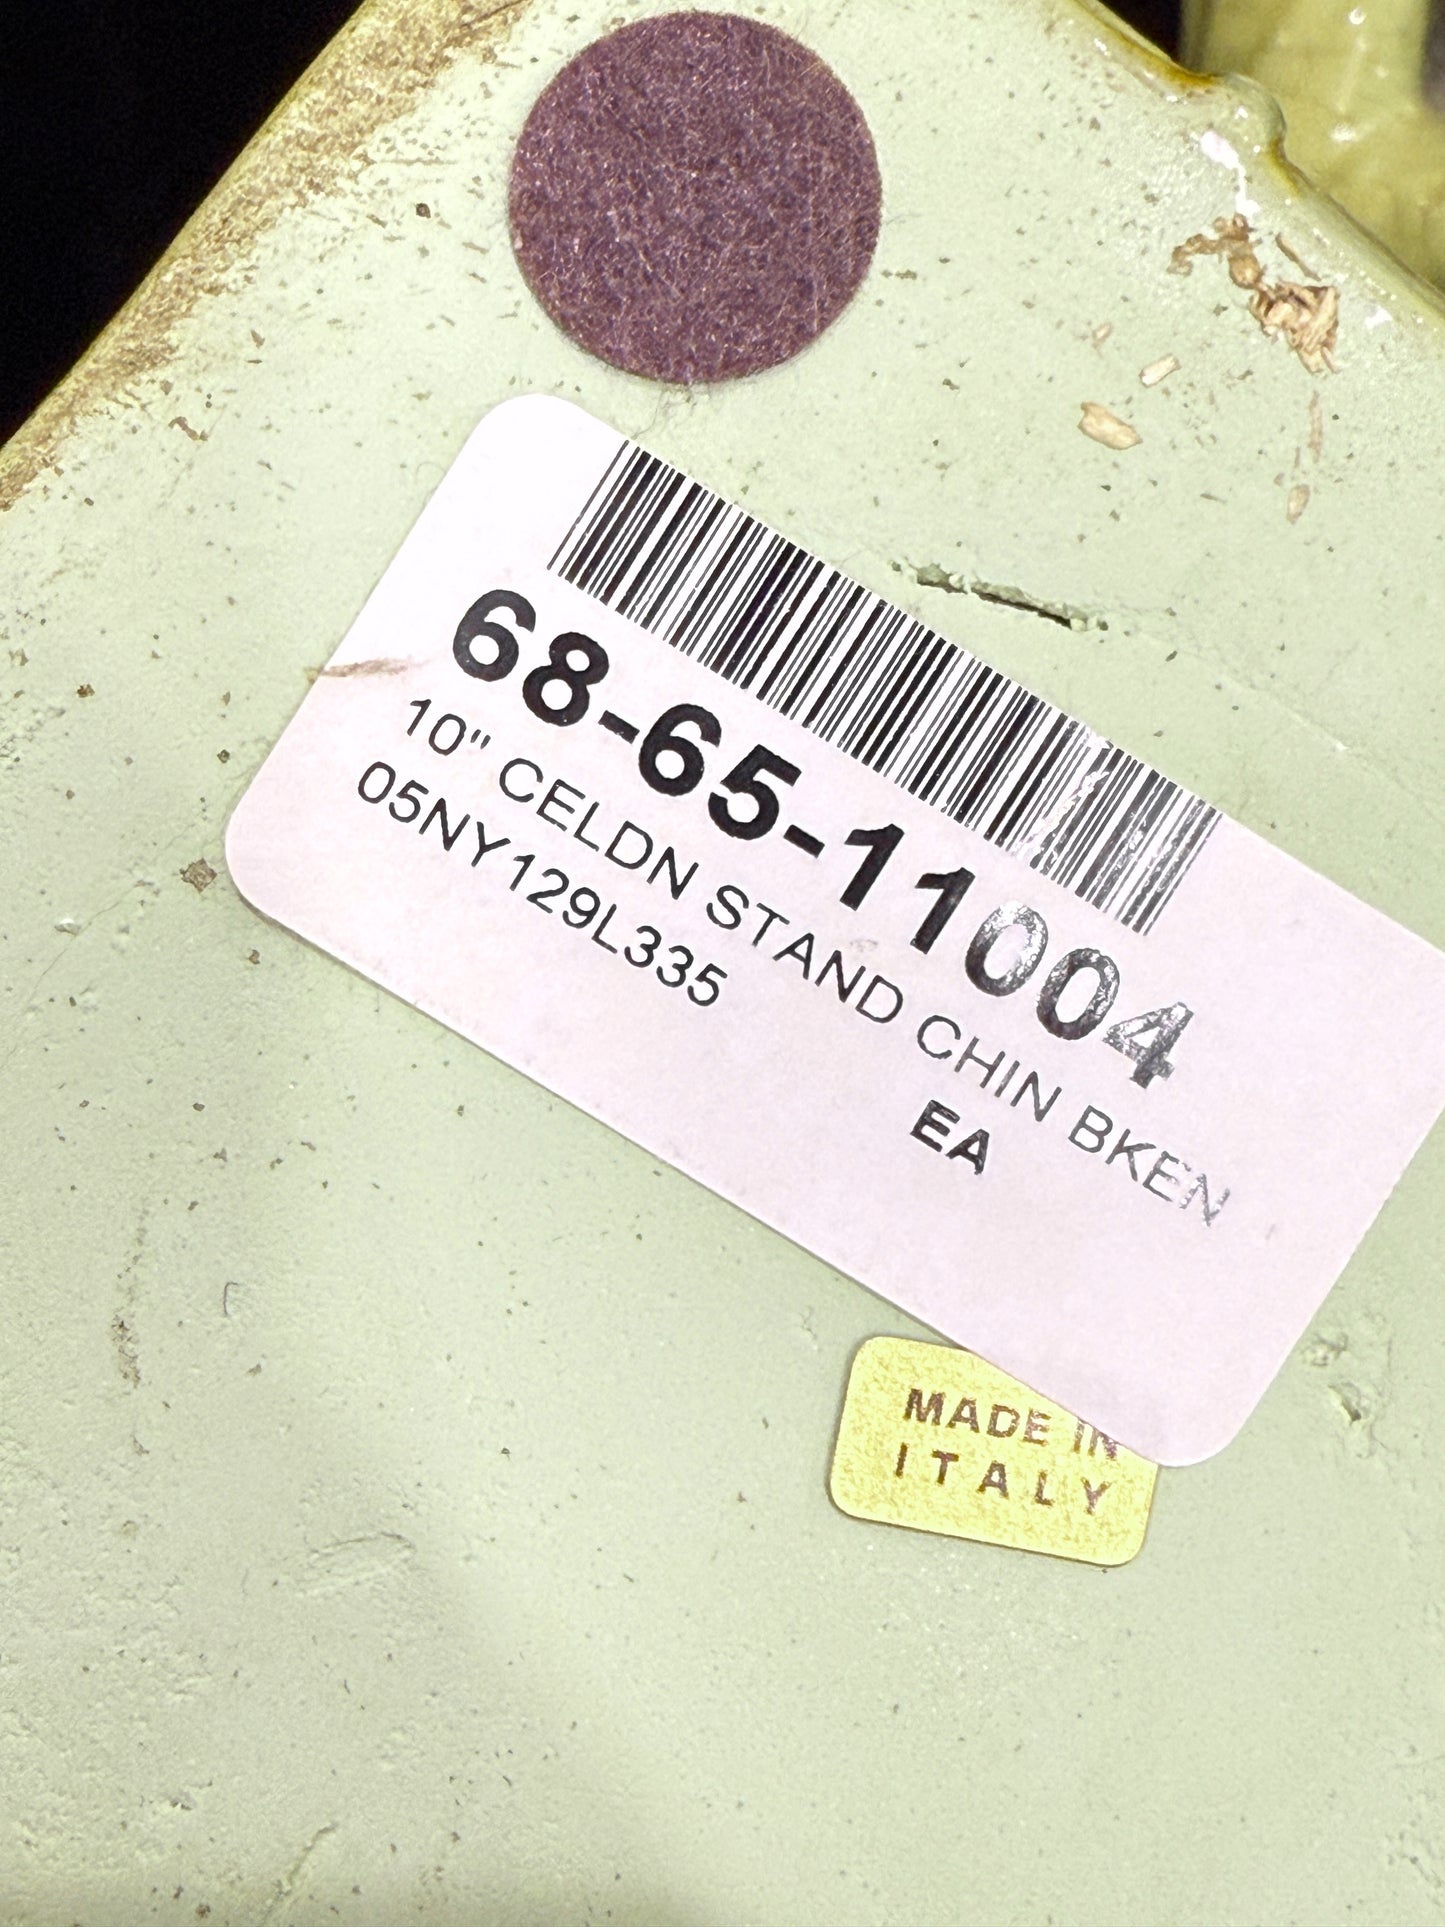 68-65-11004
10" CELDN STAND CHIN BKEN
05NY129L335
EA
MADE IN
ITALY